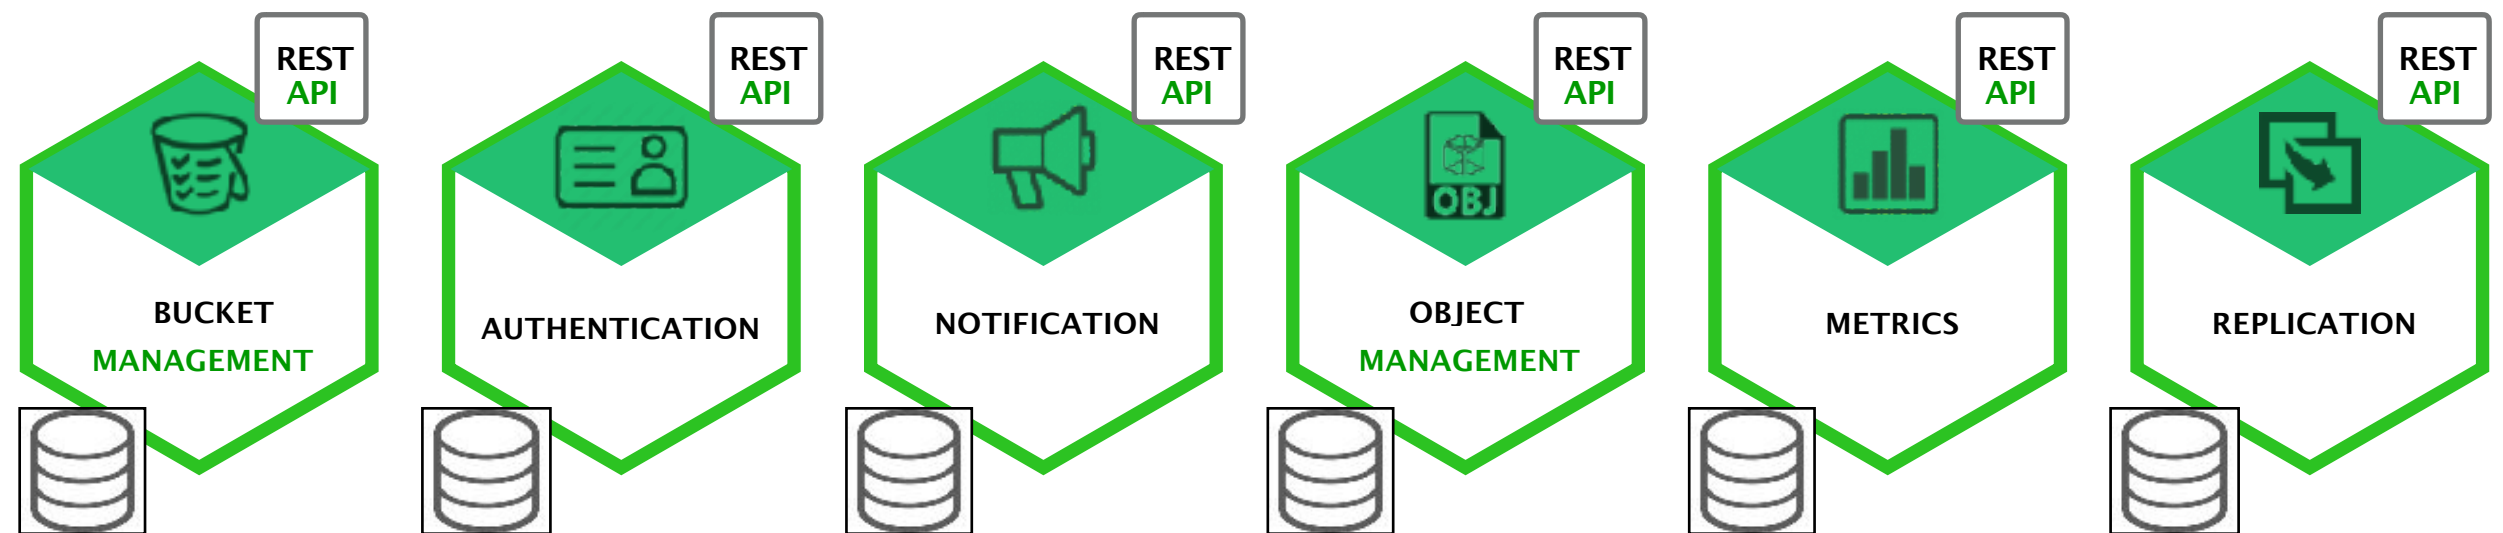 REST
API
BUCKET
MANAGEMENT
REST
API
AUTHENTICATION
REST
API
NOTIFICATION
REST
API
OBJ
OBJECT
MANAGEMENT
REST
API
METRICS
REST
API
REPLICATION